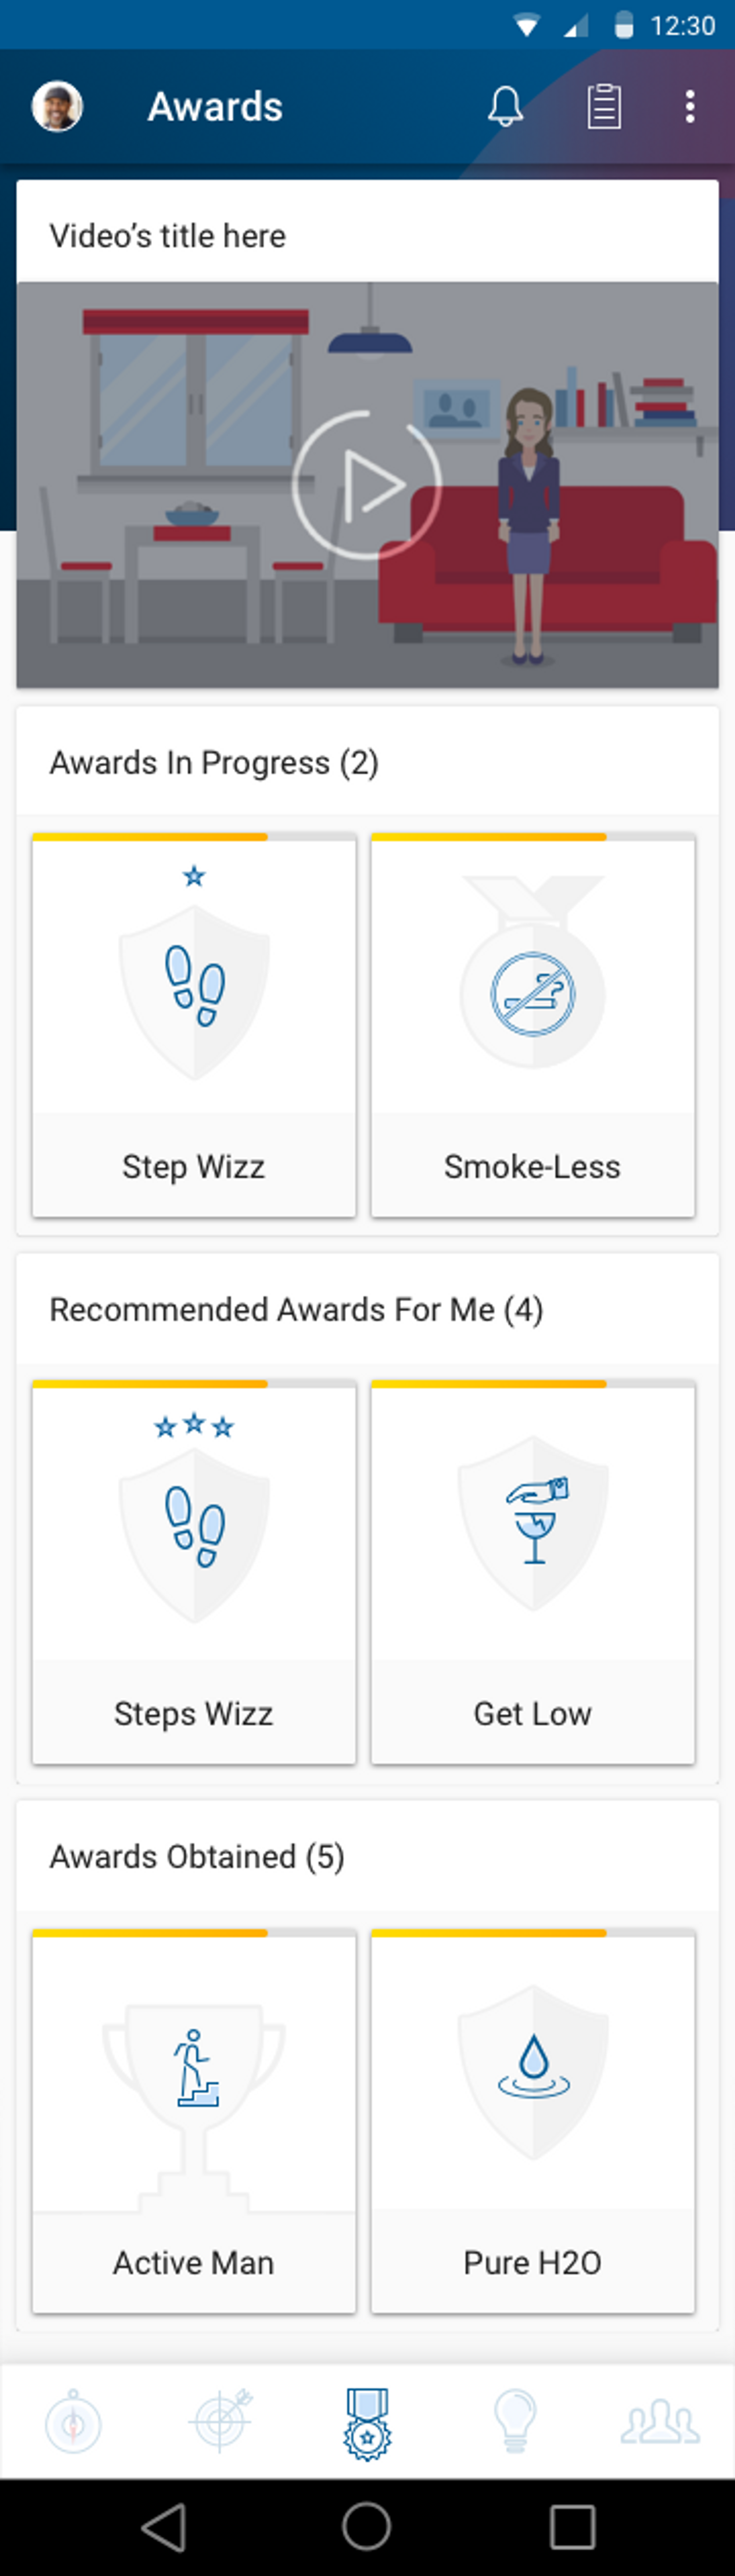 12:30
Awards
Video’s title here
Awards In Progress (2)
Step Wizz
Smoke-Less
Recommended Awards For Me (4)
Steps Wizz
Get Low
Awards Obtained (5)
Active Man
Pure H2O